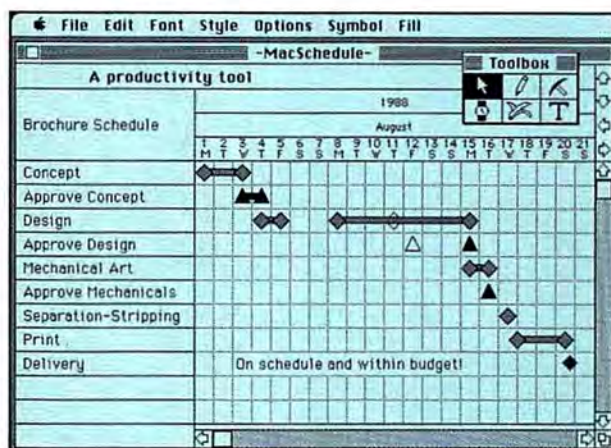 File Edit Font Style Options Symbol Fill
-MacSchedule-
Toolbox
A productivity tool
1988
Brochure Schedule
August
1 2 3 4 5 6 7 8 9 10 11 12 13 14 15 16 17 18 19 20 21
M T W T F S S M T W T F S S M T W T F S S
Concept
Approve Concept
Design
Approve Design
Mechanical Art
Approve Mechanicals
Separation-Stripping
Print
Delivery On schedule and within budget!